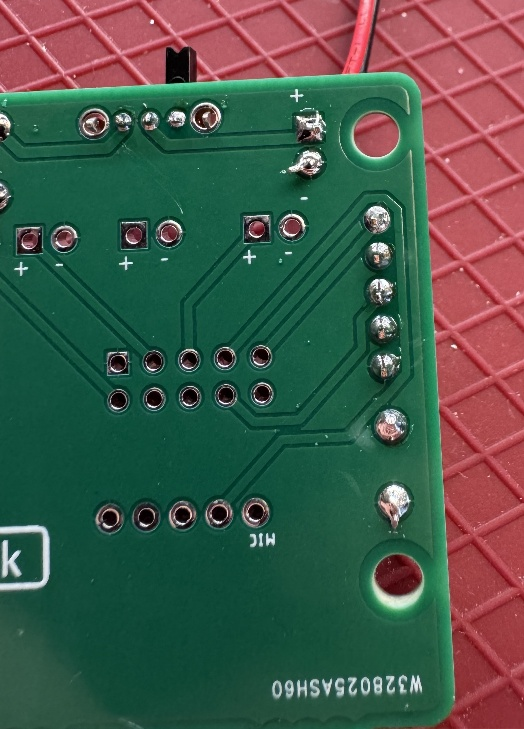 +
-
-
+ -
+ -
+ -
MIC
k
W328025ASH60